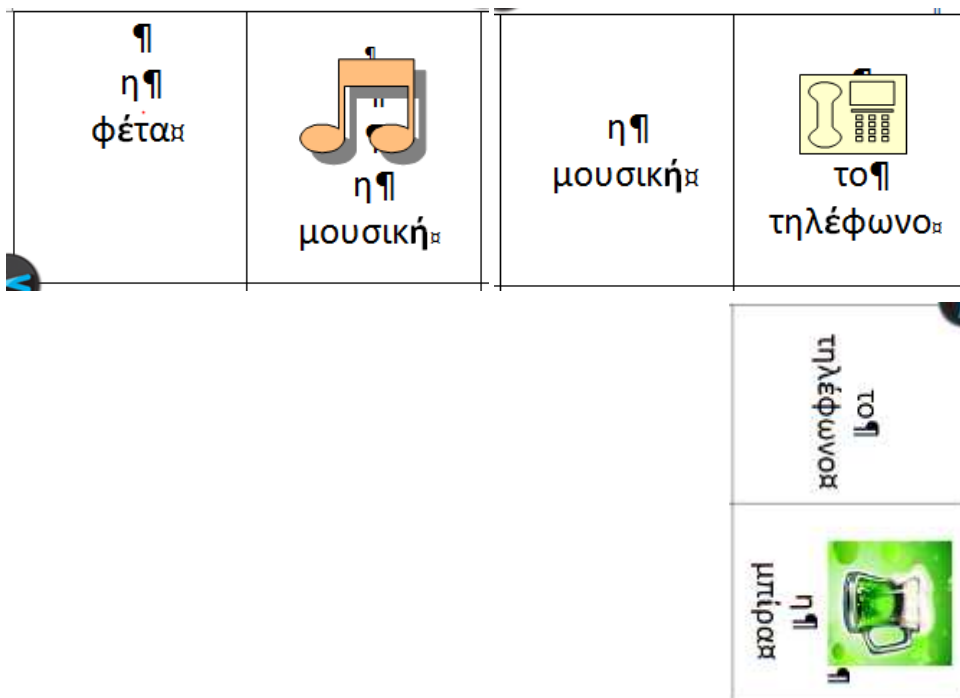 ¶
η¶
φέτα¤
¶
¶
¶
η¶
μουσική¤
η¶
μουσική¤
¶
το¶
τηλέφωνο¤
το¶
τηλέφωνο¤
¶
η¶
μπίρα¤